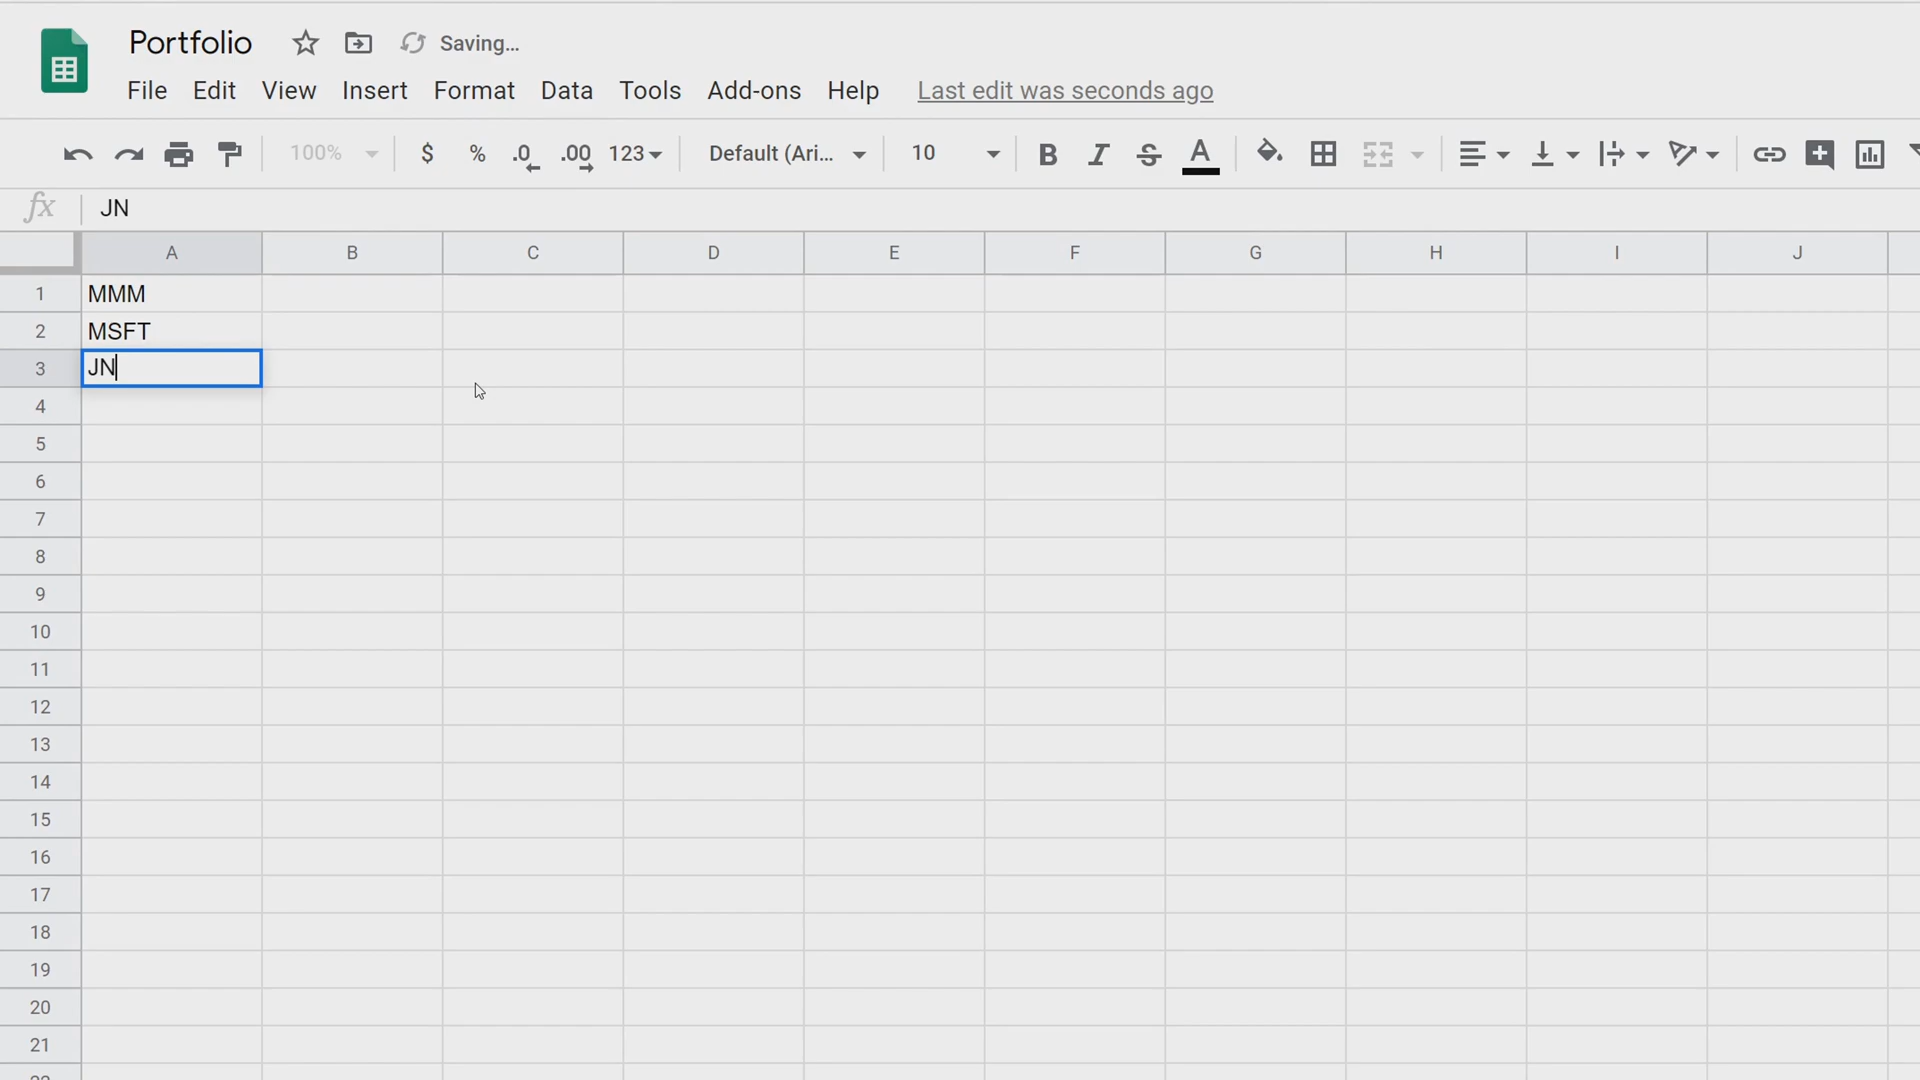 Portfolio Saving...
File Edit View Insert Format Data Tools Add-ons Help Last edit was seconds ago
100% $ % .0 .00 123 Default (Ari... 10 B I S A
fx JN
A B C D E F G H I J
1 MMM
2 MSFT
3 JN
4
5
6
7
8
9
10
11
12
13
14
15
16
17
18
19
20
21